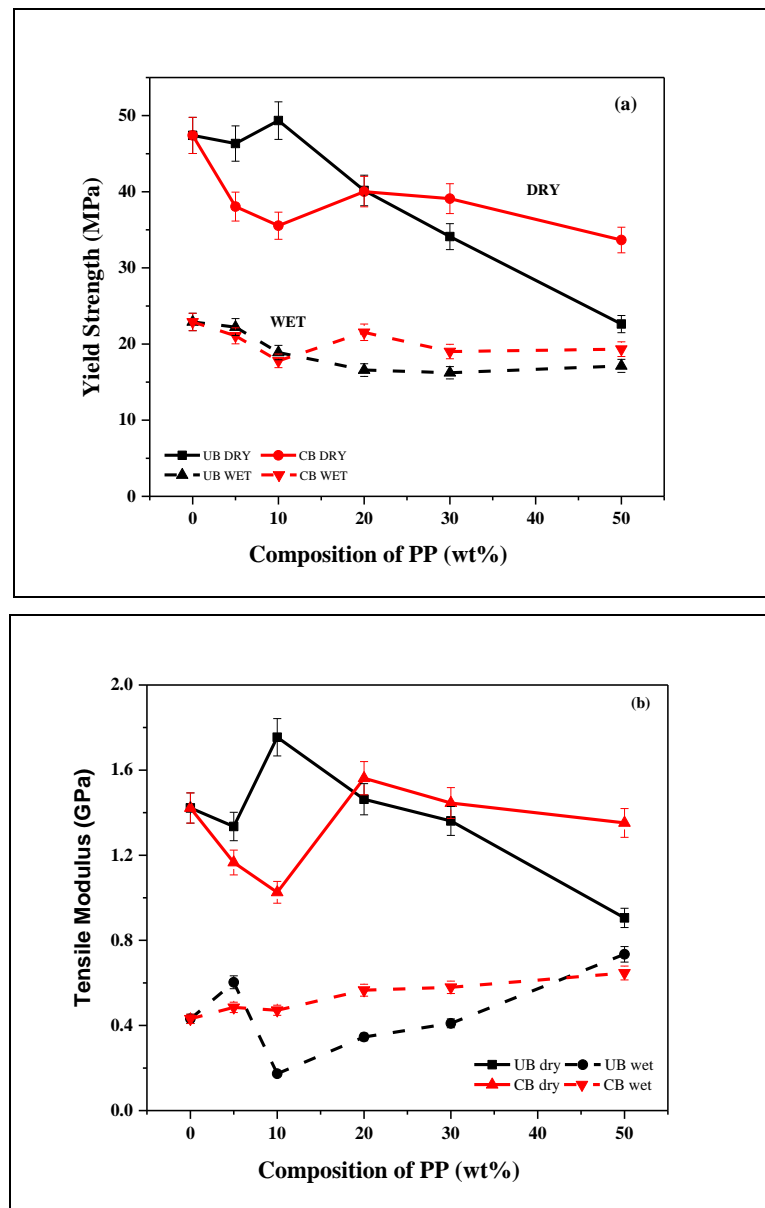 (a)
50
40
30
20
10
0
Yield Strength (MPa)
DRY
WET
UB DRY CB DRY
UB WET CB WET
0 10 20 30 40 50
Composition of PP (wt%)
(b)
2.0
1.6
1.2
0.8
0.4
0.0
Tensile Modulus (GPa)
UB dry UB wet
CB dry CB wet
0 10 20 30 40 50
Composition of PP (wt%)